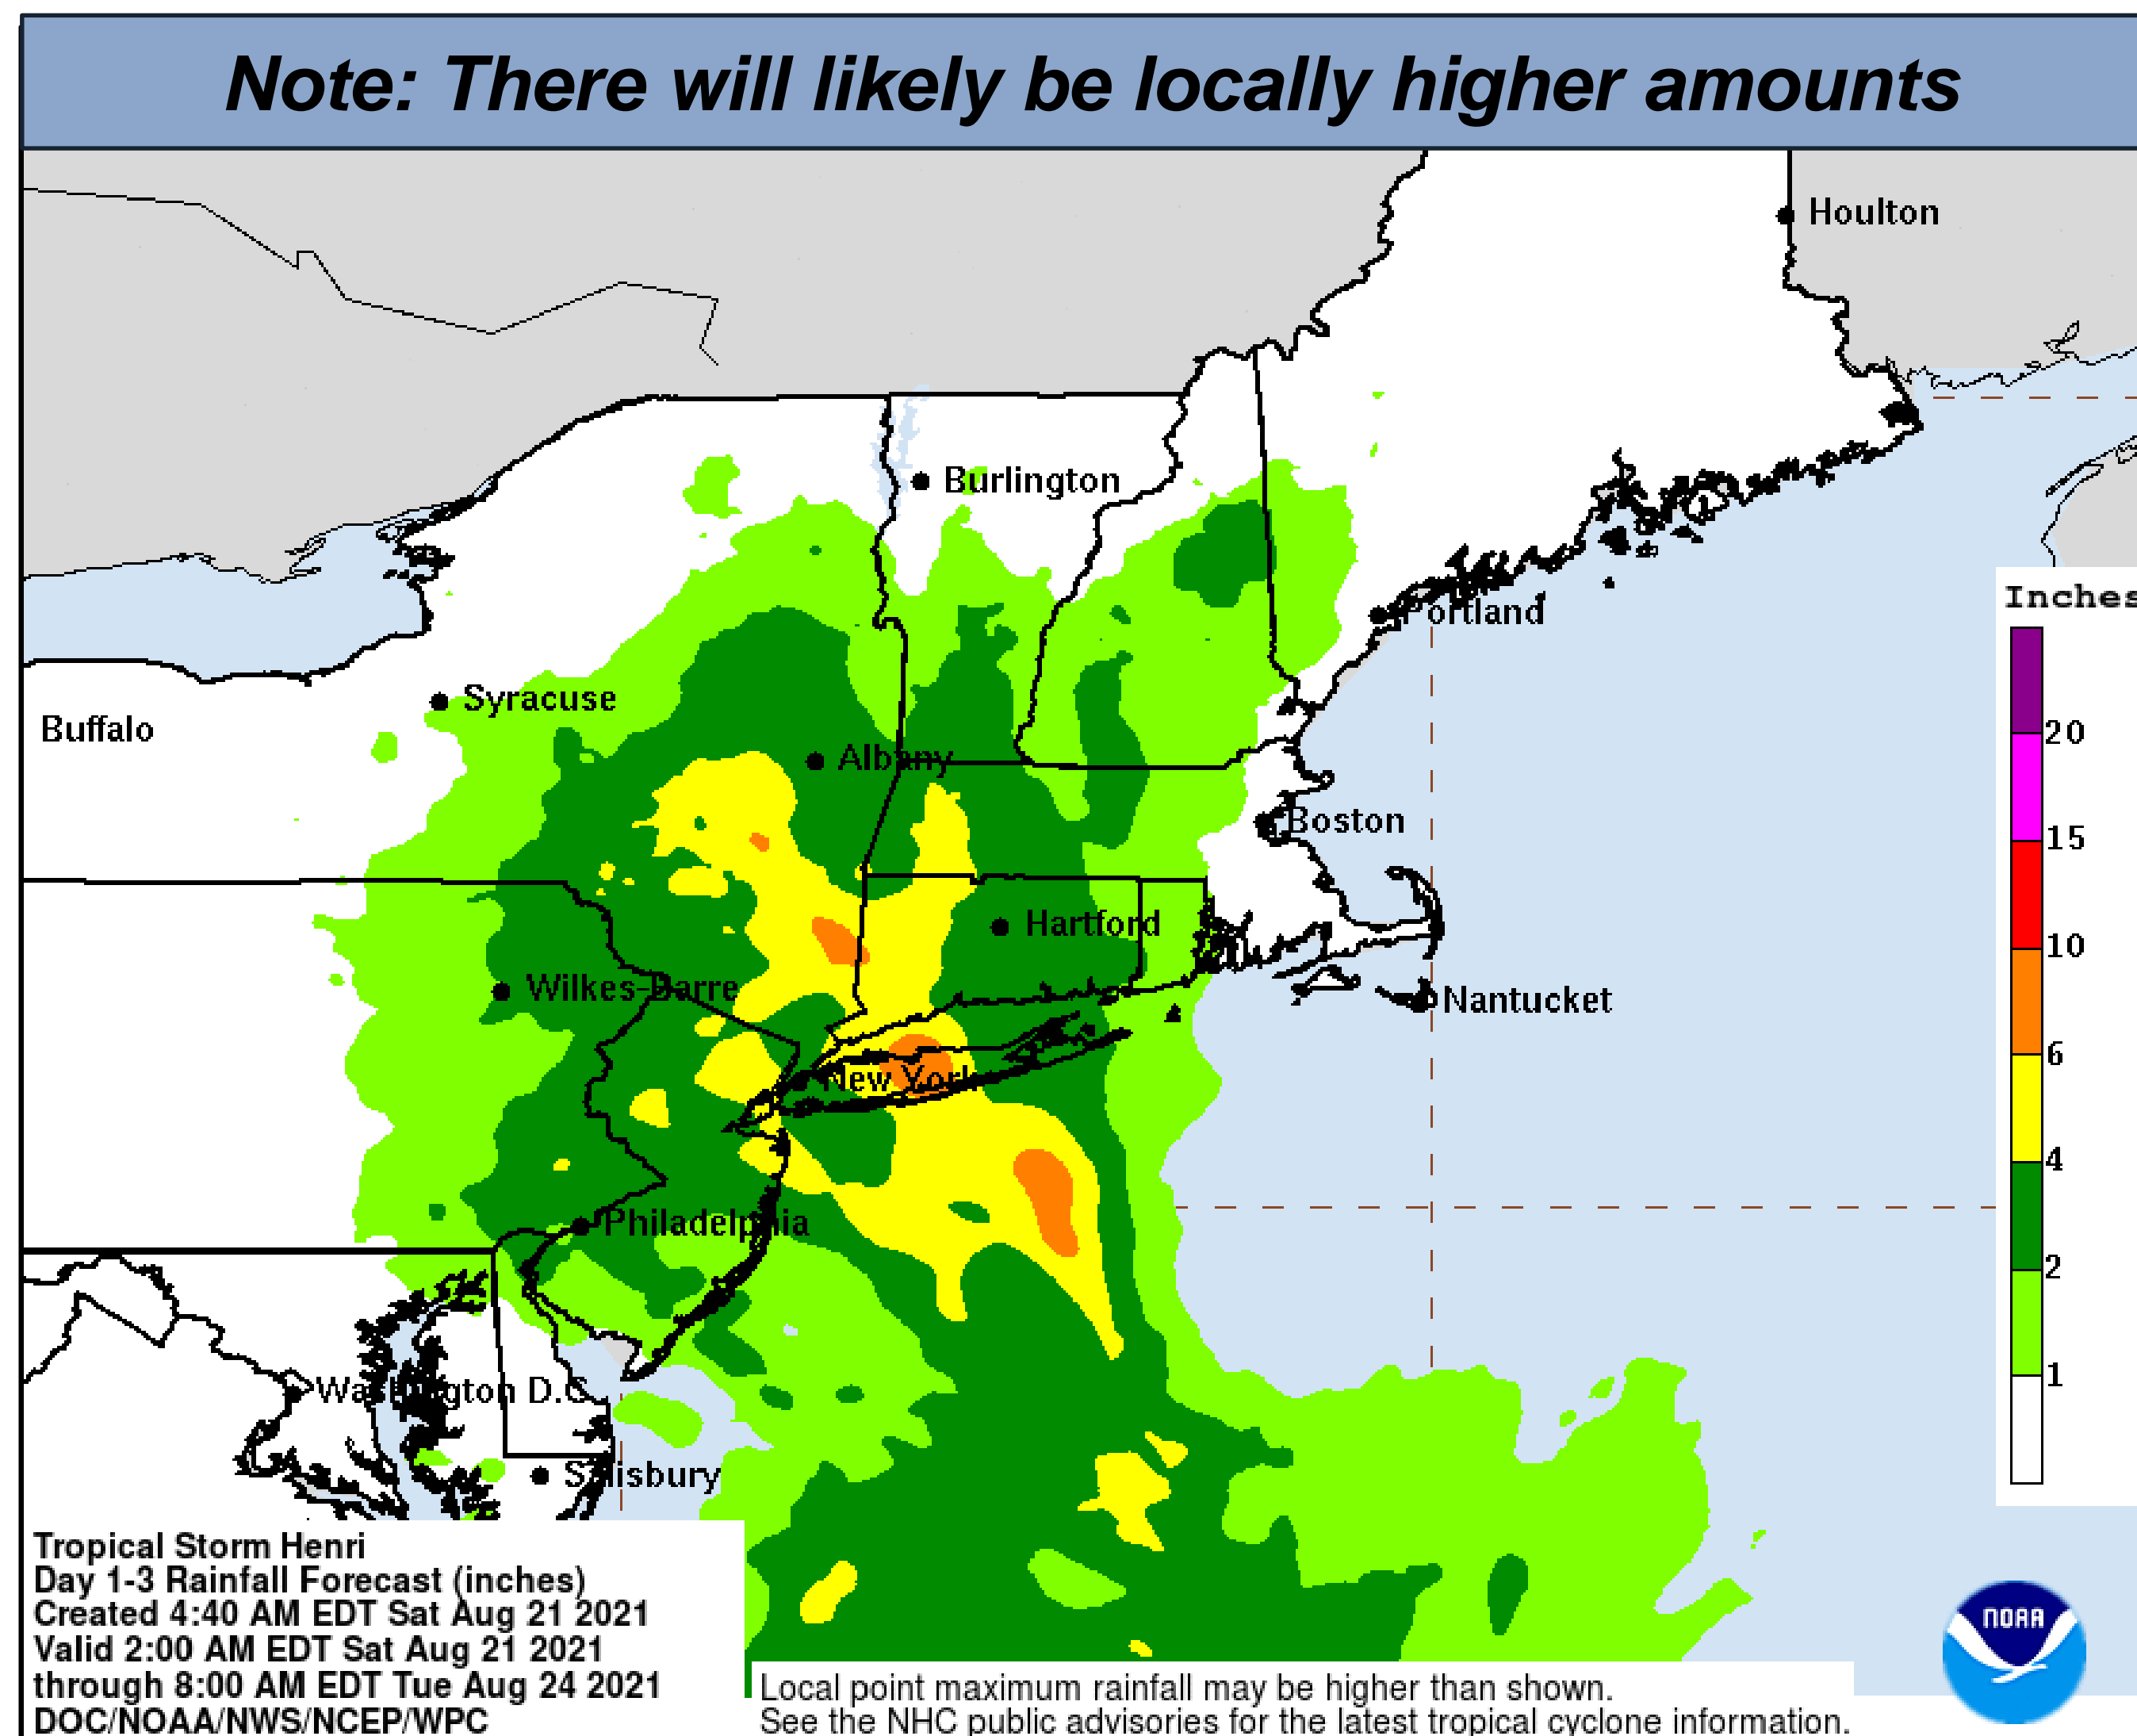 Note: There will likely be locally higher amounts
Houlton
Burlington
Portland
Inches
Syracuse
Buffalo
20
Albany
Boston
15
Hartford
10
Wilkes-Barre
Nantucket
6
New York
4
Philadelphia
2
1
Washington D.C.
Salisbury
Tropical Storm Henri
Day 1-3 Rainfall Forecast (inches)
Created 4:40 AM EDT Sat Aug 21 2021
Valid 2:00 AM EDT Sat Aug 21 2021
through 8:00 AM EDT Tue Aug 24 2021
DOC/NOAA/NWS/NCEP/WPC
NOAA
Local point maximum rainfall may be higher than shown.
See the NHC public advisories for the latest tropical cyclone information.